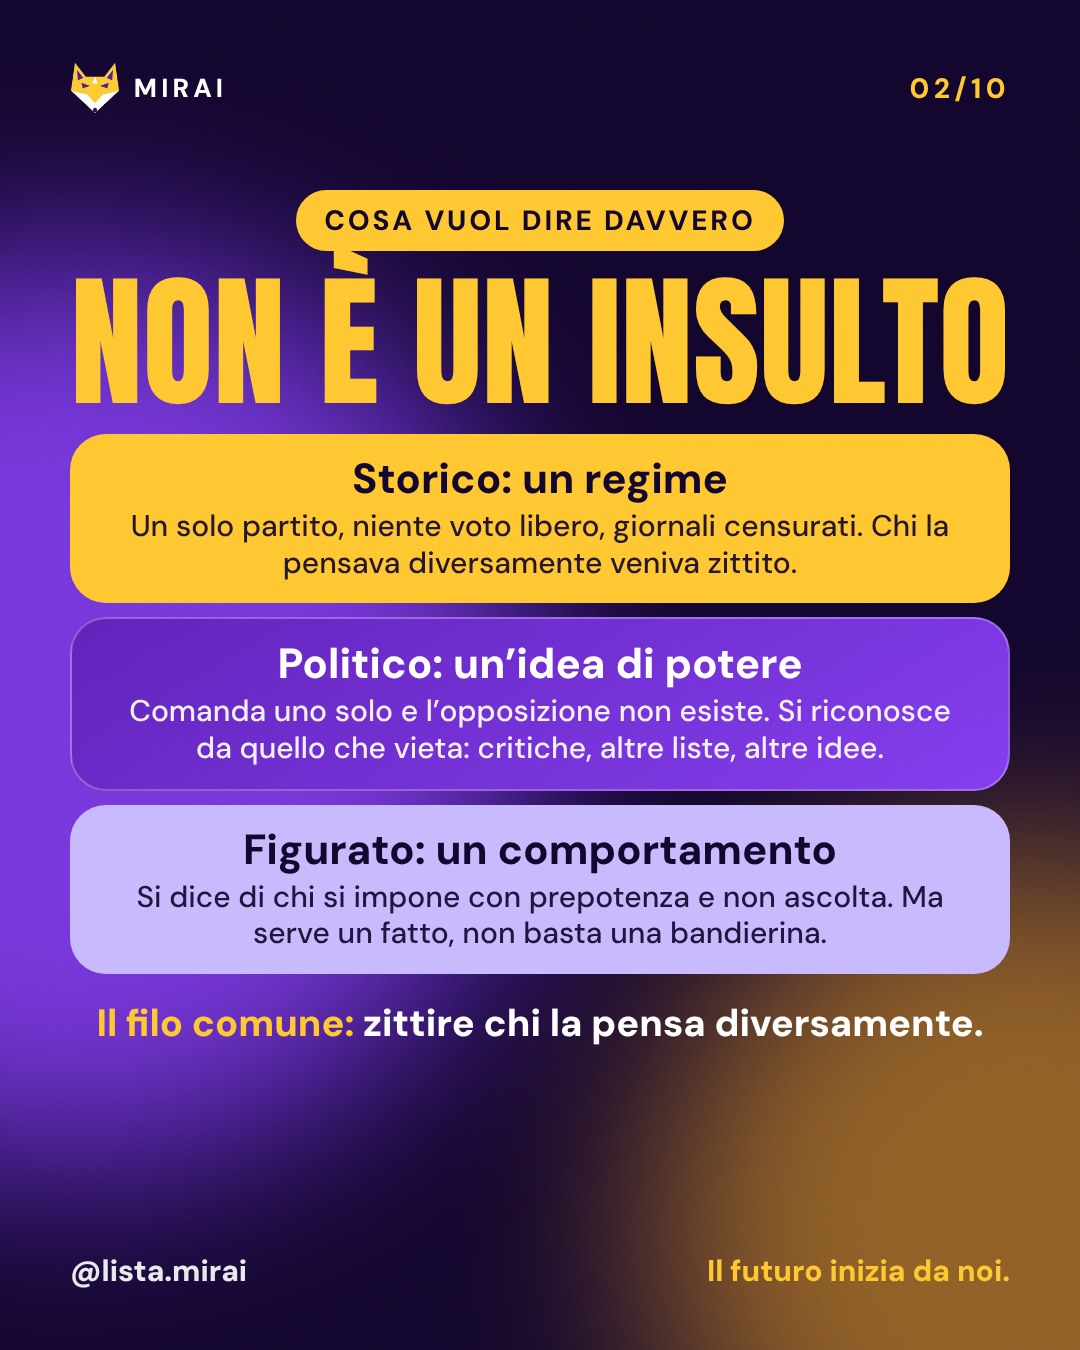 MIRAI
02/10
COSA VUOL DIRE DAVVERO
NON È UN INSULTO
Storico: un regime
Un solo partito, niente voto libero, giornali censurati. Chi la
pensava diversamente veniva zittito.
Politico: un’idea di potere
Comanda uno solo e l’opposizione non esiste. Si riconosce
da quello che vieta: critiche, altre liste, altre idee.
Figurato: un comportamento
Si dice di chi si impone con prepotenza e non ascolta. Ma
serve un fatto, non basta una bandierina.
Il filo comune: zittire chi la pensa diversamente.
@lista.mirai
Il futuro inizia da noi.